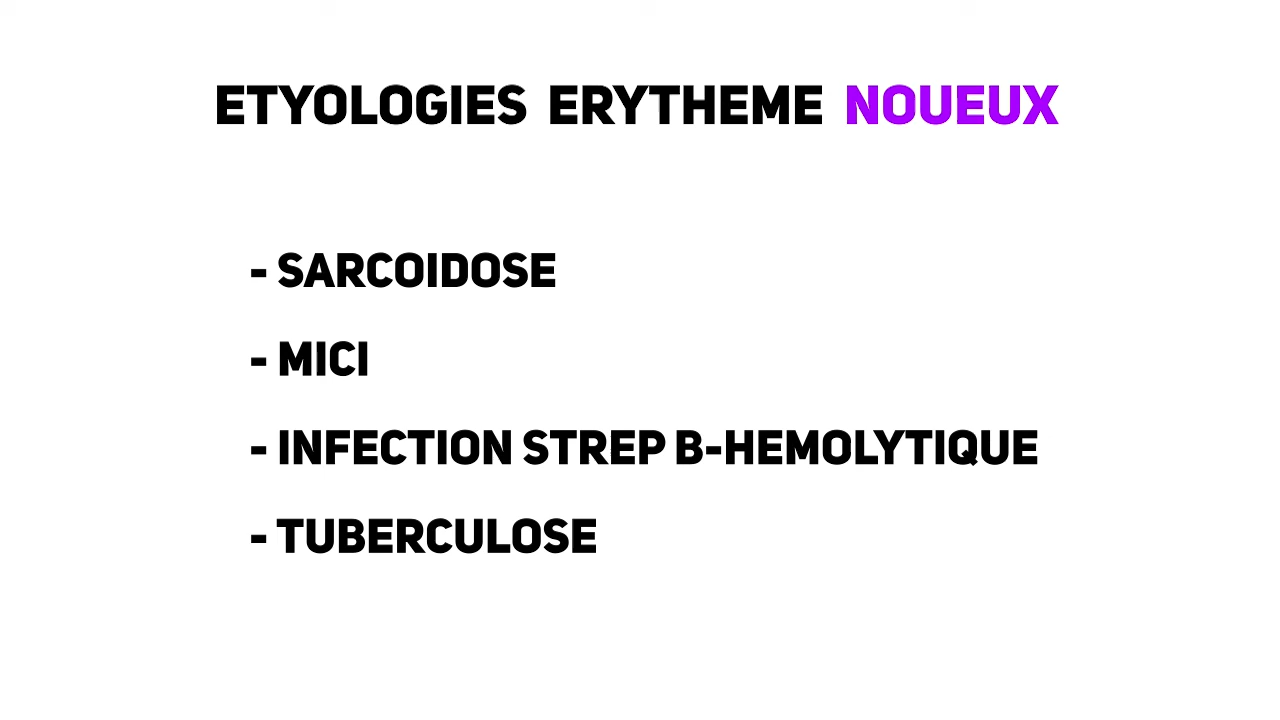 ETYOLOGIES ERYTHEME NOUEUX
- SARCOIDOSE
- MICI
- INFECTION STREP B-HEMOLYTIQUE
- TUBERCULOSE